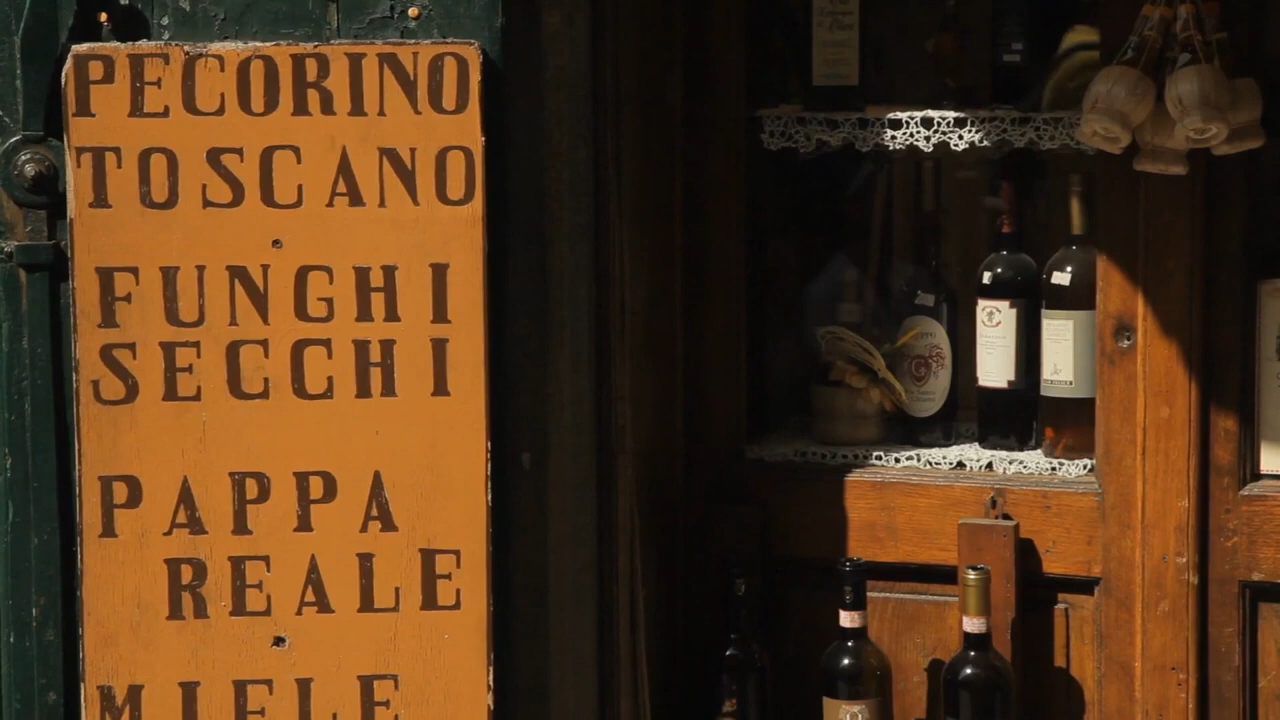 PECORINO
TOSCANO
FUNGHI
SECCHI
PAPPA
REALE
MIELE